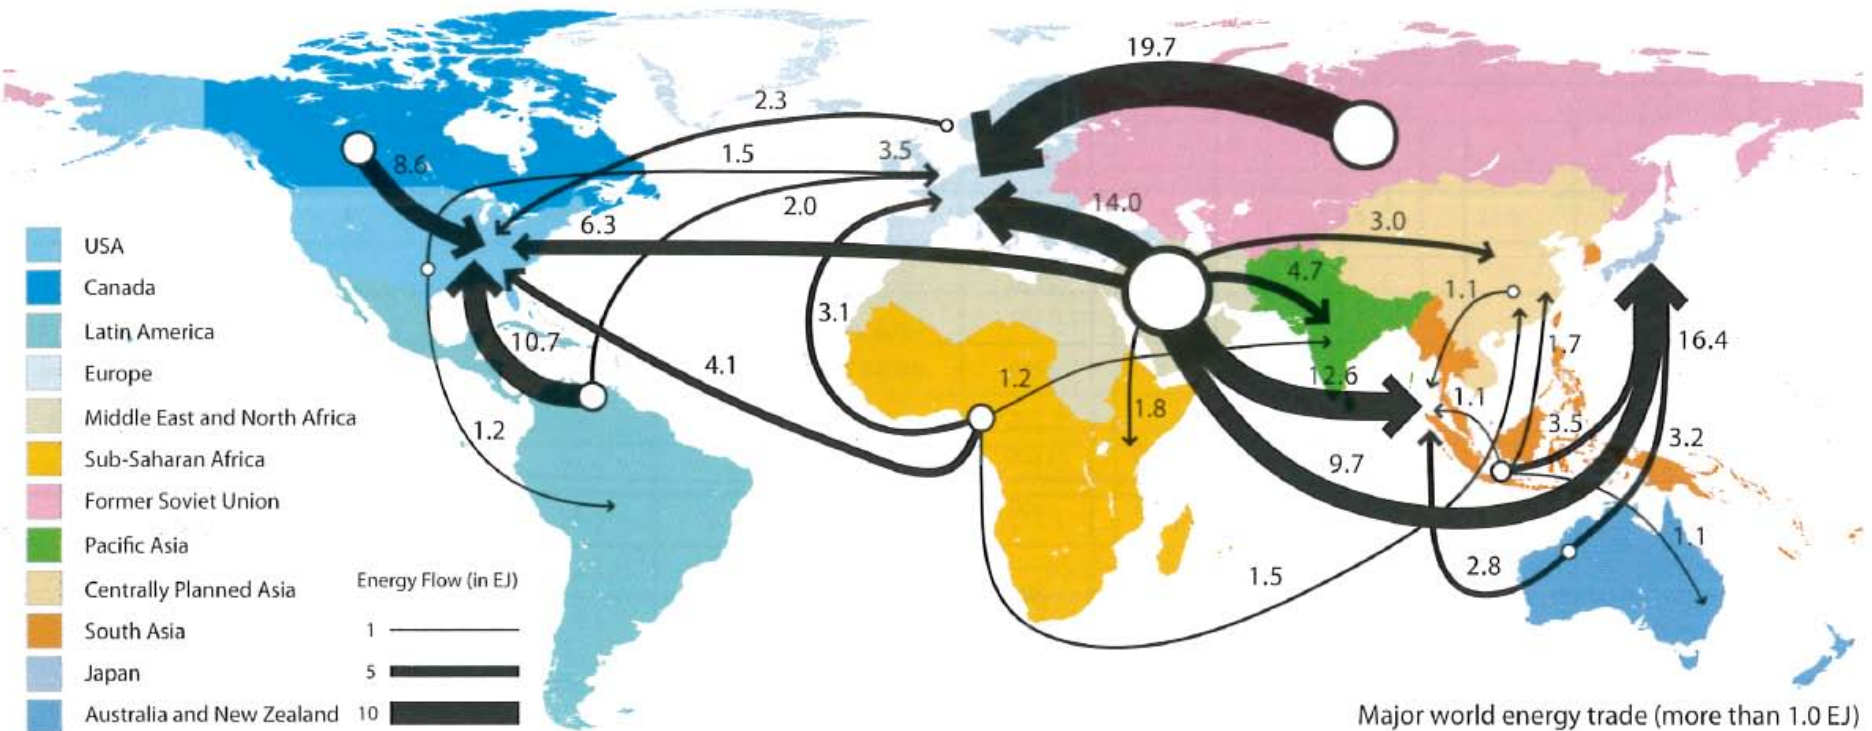 19.7
2.3
1.5
3.5
8.6
2.0
6.3
14.0
3.0
4.7
1.1
3.1
10.7
4.1
1.2
1.8
12.6
1.7
16.4
1.1
3.5
3.2
1.2
9.7
1.1
2.8
1.5
USA
Canada
Latin America
Europe
Middle East and North Africa
Sub-Saharan Africa
Former Soviet Union
Pacific Asia
Centrally Planned Asia
South Asia
Japan
Australia and New Zealand
Energy Flow (in EJ)
1
5
10
Major world energy trade (more than 1.0 EJ)